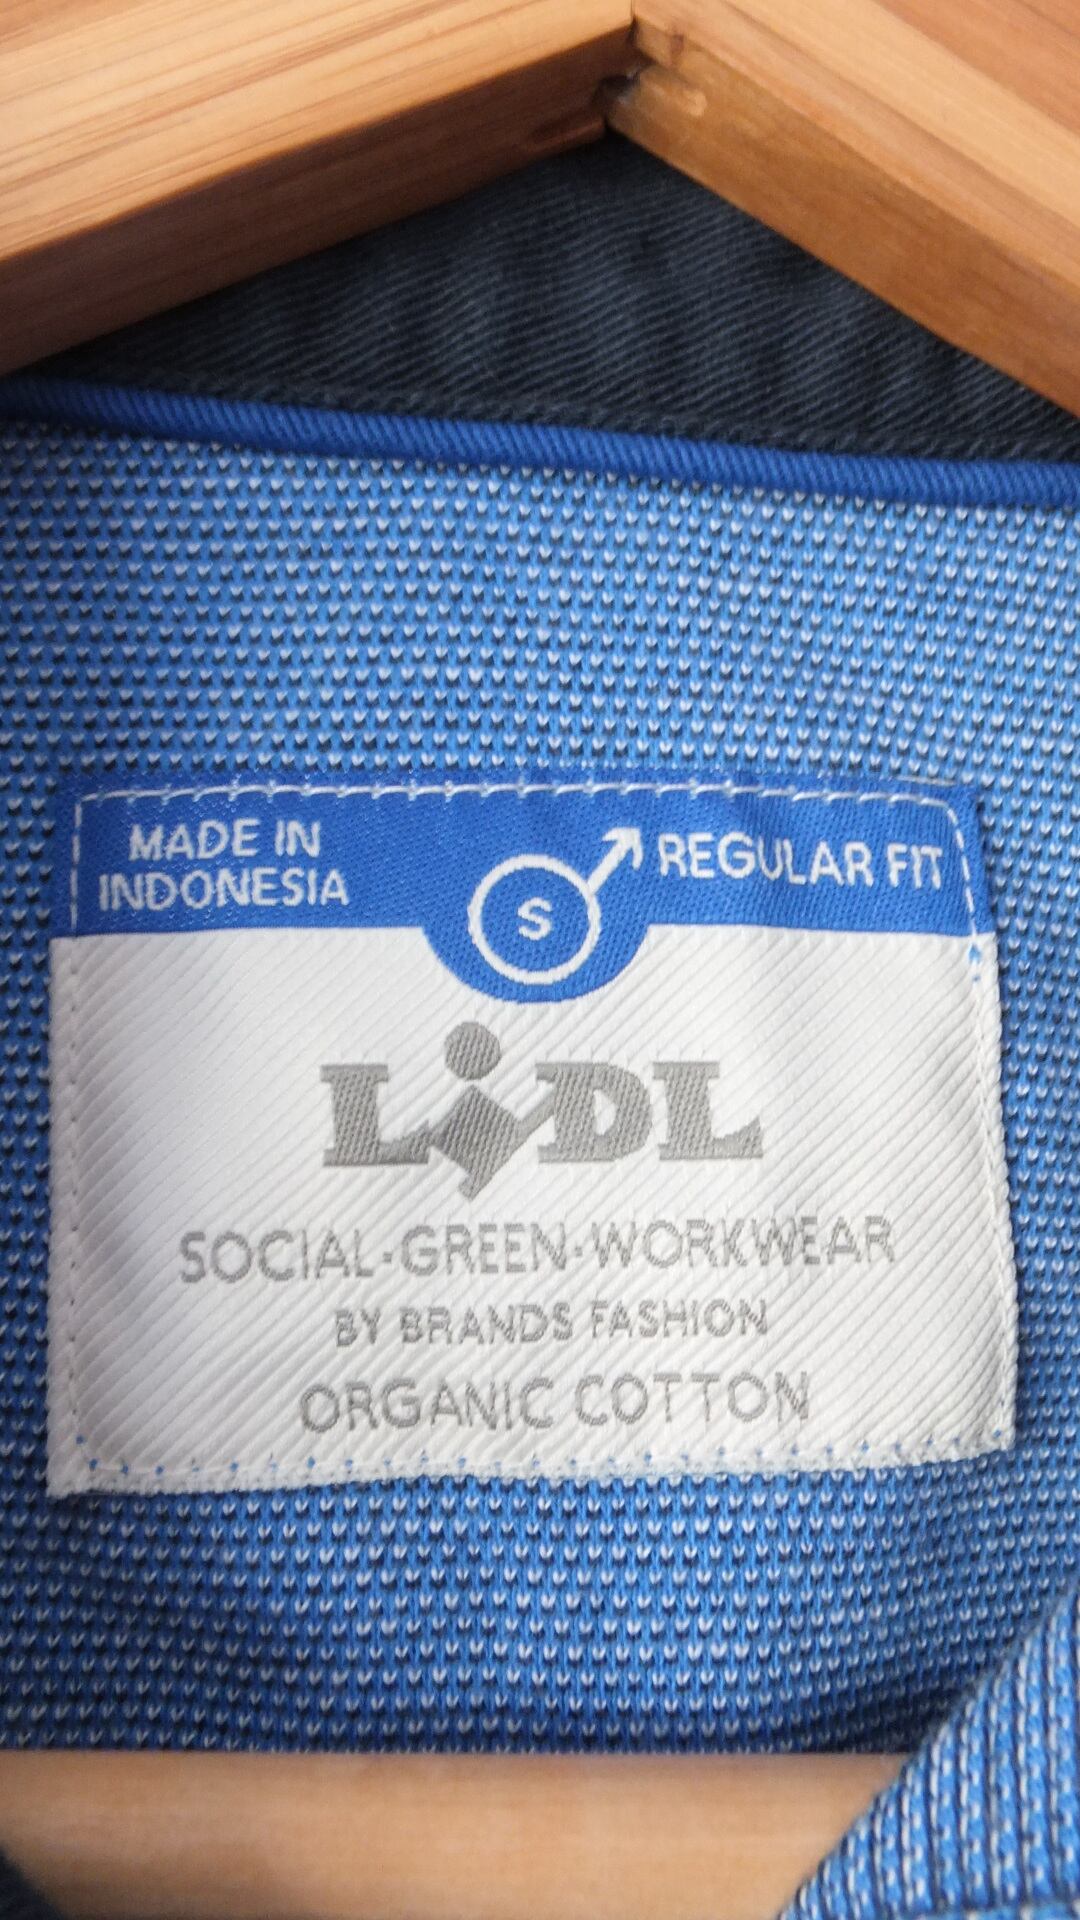 MADE IN
INDONESIA
S
REGULAR FIT
LIDL
SOCIAL·GREEN·WORKWEAR
BY BRANDS FASHION
ORGANIC COTTON